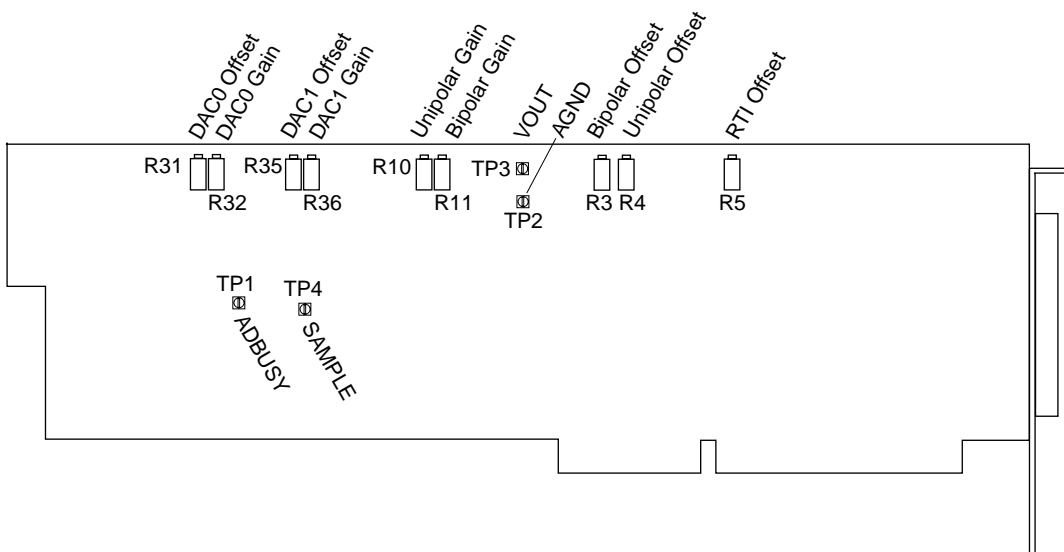 DAC0 Offset
DAC0 Gain
DAC1 Offset
DAC1 Gain
Unipolar Gain
Bipolar Gain
VOUT
AGND
Bipolar Offset
Unipolar Offset
RTI Offset
R31
R32
R35
R36
R10
R11
TP3
TP2
R3
R4
R5
TP1
ADBUSY
TP4
SAMPLE